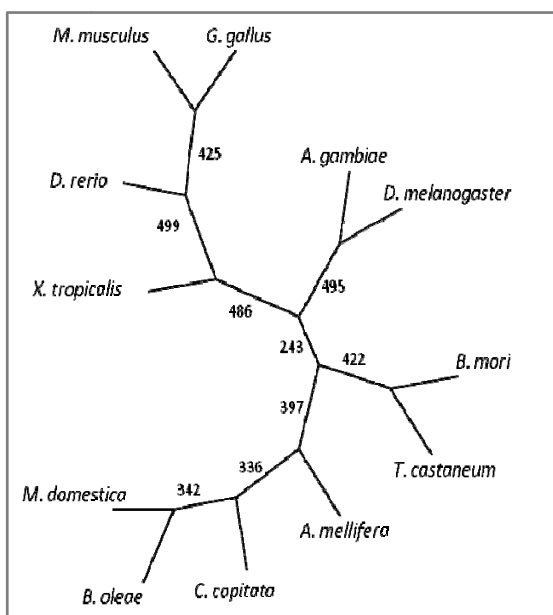 M. musculus
G. gallus
425
A. gambiae
D. rerio
D. melanogaster
499
X. tropicalis
486
495
243
422
B. mori
397
T. castaneum
336
M. domestica
342
A. mellifera
B. oleae
C. capitata